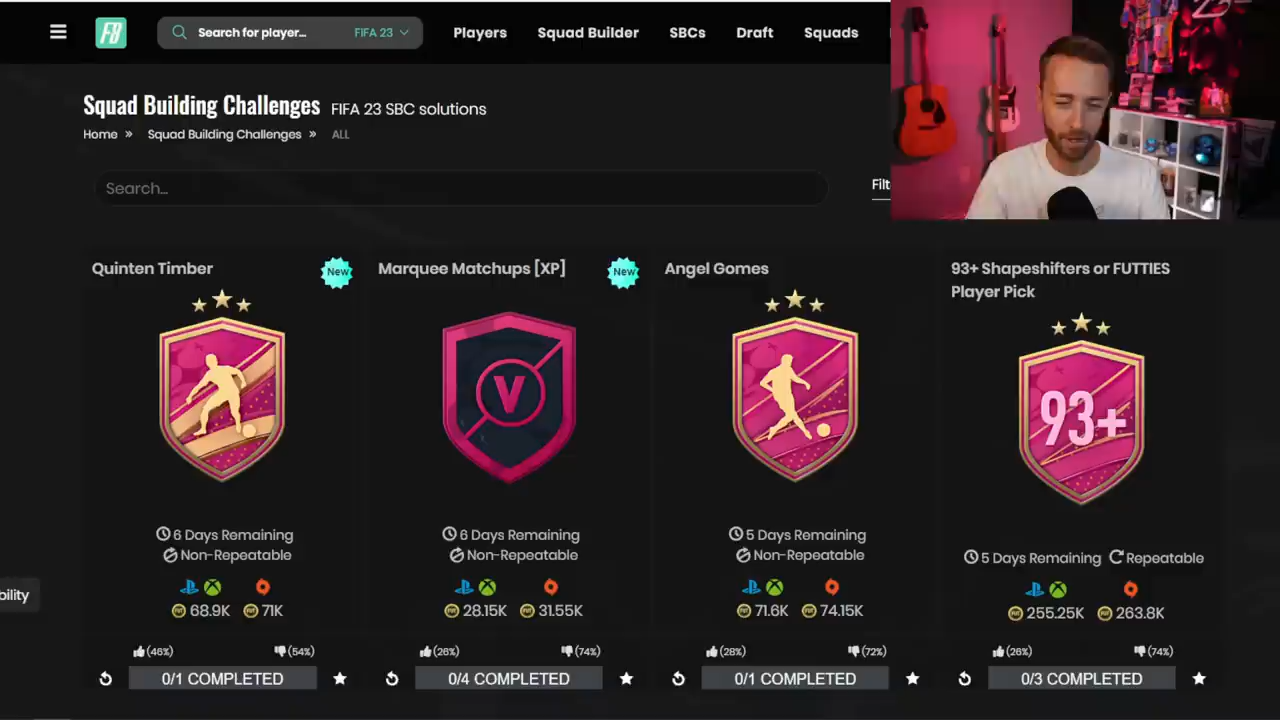 FB
Search for player...
FIFA 23
Players
Squad Builder
SBCs
Draft
Squads
Squad Building Challenges
FIFA 23 SBC solutions
Home » Squad Building Challenges » ALL
Search...
Filt
Quinten Timber
New
Marquee Matchups [XP]
New
Angel Gomes
93+ Shapeshifters or FUTTIES
Player Pick
V
93+
6 Days Remaining
Non-Repeatable
68.9K
71K
(46%)
(54%)
0/1 COMPLETED
6 Days Remaining
Non-Repeatable
28.15K
31.55K
(26%)
(74%)
0/4 COMPLETED
5 Days Remaining
Non-Repeatable
71.6K
74.15K
(28%)
(72%)
0/1 COMPLETED
5 Days Remaining
Repeatable
255.25K
263.8K
(26%)
(74%)
0/3 COMPLETED
bility